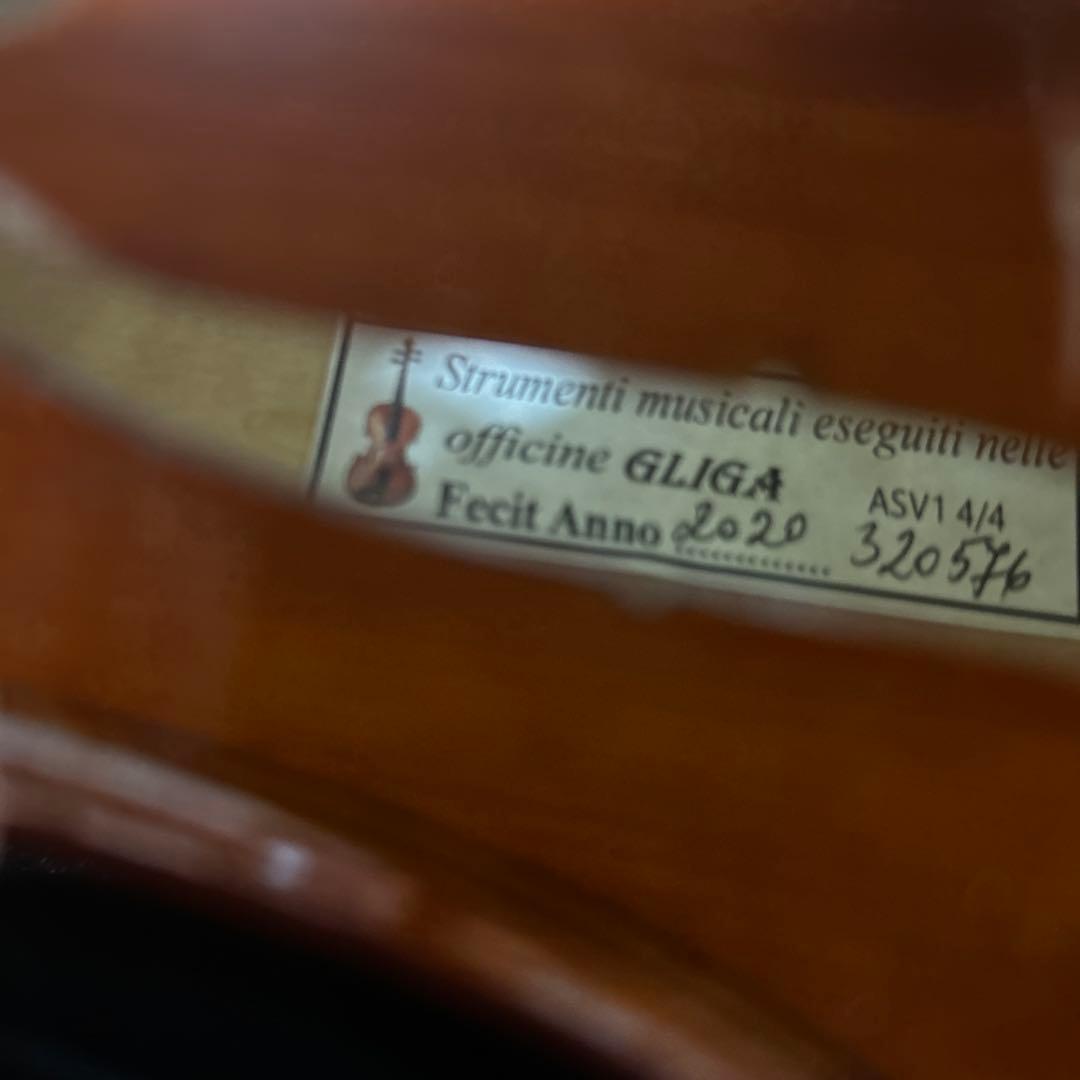 Strumenti musicali eseguiti nelle
officine GLIGA
ASV1 4/4
Fecit Anno 2020 320576